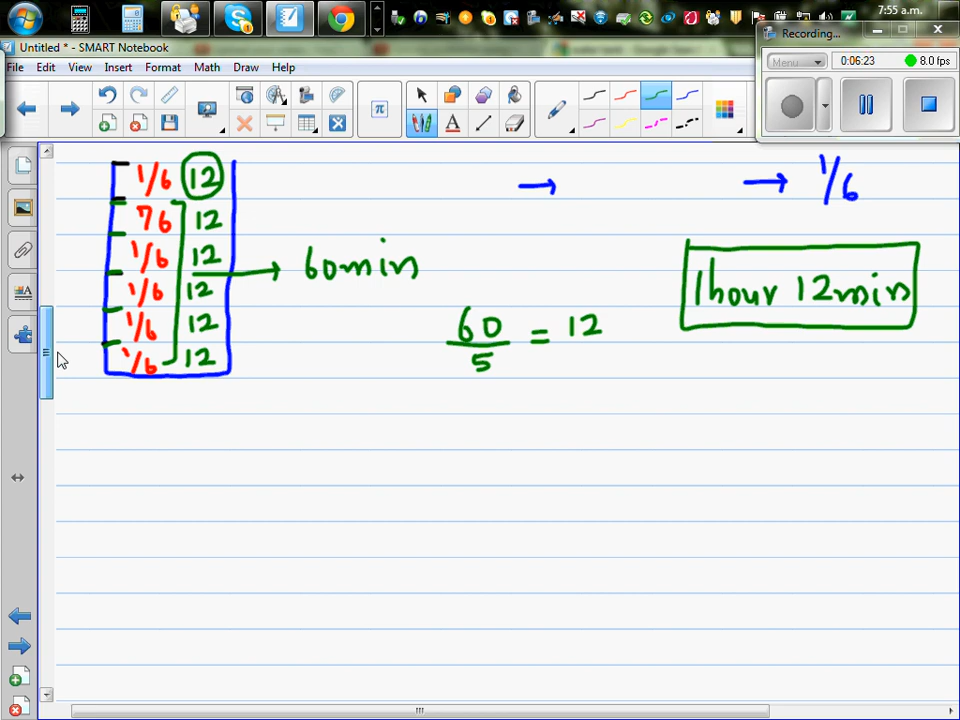 7:55 a.m.
Untitled * - SMART Notebook
Recording...
File Edit View Insert Format Math Draw Help
Menu 0:06:23 8.0 fps
1/6 12 → → 1/6
76 12
1/6 12 → 60min
1/6 12 1hour 12min
1/6 12 60/5 = 12
1/6 12